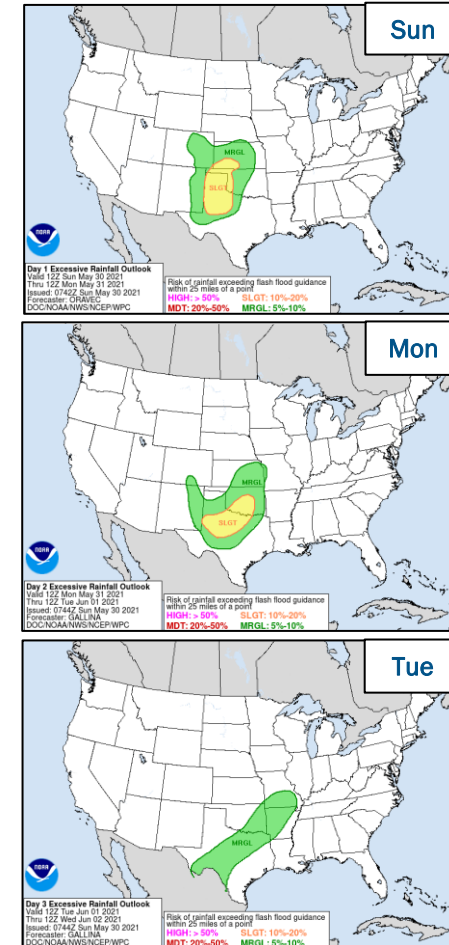 Sun
MRGL
SLGT
NOAA
Day 1 Excessive Rainfall Outlook
Valid 12Z Sun May 30 2021
Thru 12Z Mon May 31 2021
Issued: 0742Z Sun May 30 2021
Forecaster: ORAVEC
DOC/NOAA/NWS/NCEP/WPC
Risk of rainfall exceeding flash flood guidance
within 25 miles of a point
HIGH: > 50% SLGT: 10%-20%
MDT: 20%-50% MRGL: 5%-10%
Mon
MRGL
SLGT
NOAA
Day 2 Excessive Rainfall Outlook
Valid 12Z Mon May 31 2021
Thru 12Z Tue Jun 01 2021
Issued: 0744Z Sun May 30 2021
Forecaster: GALLINA
DOC/NOAA/NWS/NCEP/WPC
Risk of rainfall exceeding flash flood guidance
within 25 miles of a point
HIGH: > 50% SLGT: 10%-20%
MDT: 20%-50% MRGL: 5%-10%
Tue
MRGL
NOAA
Day 3 Excessive Rainfall Outlook
Valid 12Z Tue Jun 01 2021
Thru 12Z Wed Jun 02 2021
Issued: 0744Z Sun May 30 2021
Forecaster: GALLINA
DOC/NOAA/NWS/NCEP/WPC
Risk of rainfall exceeding flash flood guidance
within 25 miles of a point
HIGH: > 50% SLGT: 10%-20%
MDT: 20%-50% MRGL: 5%-10%